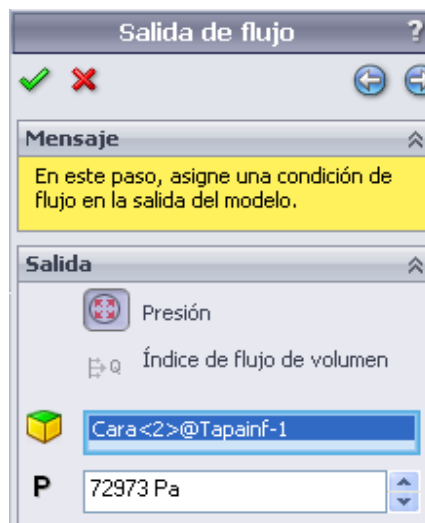 Salida de flujo ?
Mensaje
En este paso, asigne una condición de
flujo en la salida del modelo.
Salida
Presión
Q Índice de flujo de volumen
Cara<2>@Tapainf-1
P 72973 Pa